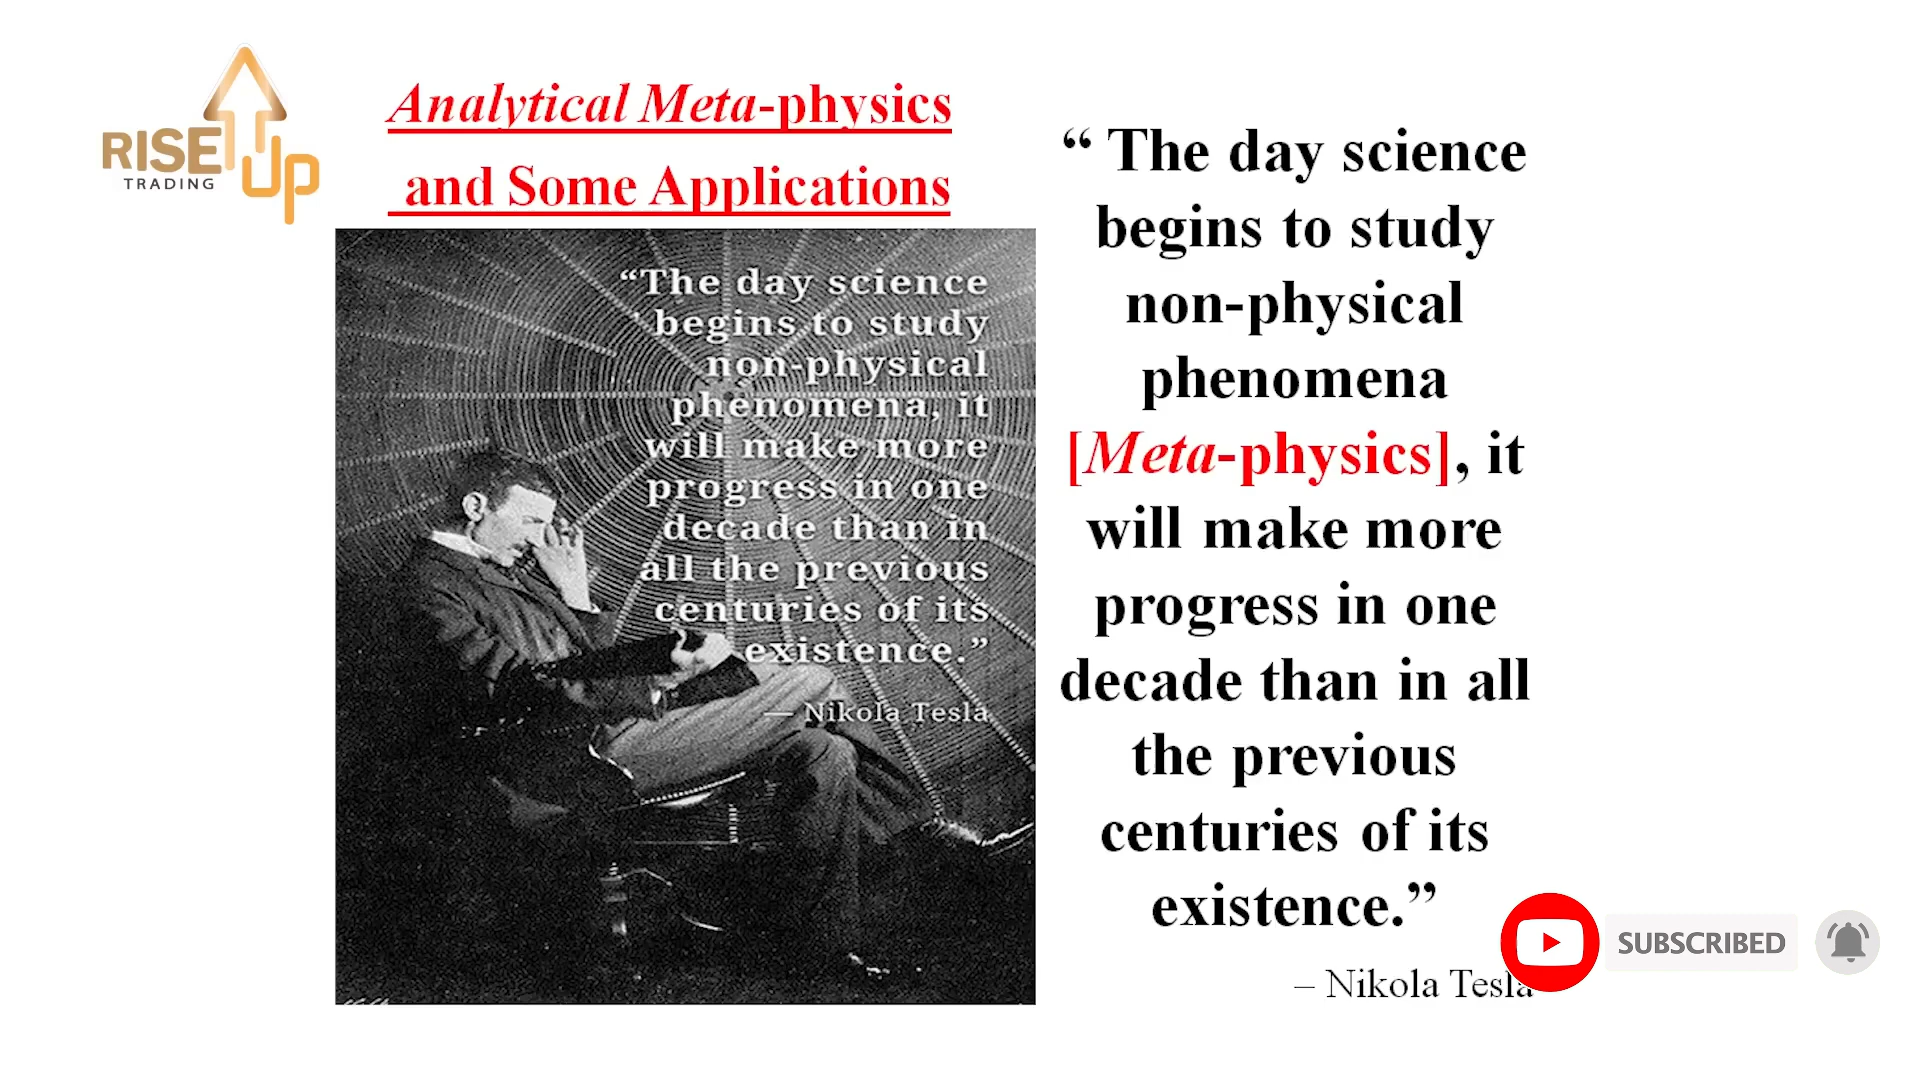 RISE Up
TRADING
Analytical Meta-physics
and Some Applications
“The day science
begins to study
non-physical
phenomena, it
will make more
progress in one
decade than in
all the previous
centuries of its
existence.”
— Nikola Tesla
“ The day science
begins to study
non-physical
phenomena
[Meta-physics], it
will make more
progress in one
decade than in all
the previous
centuries of its
existence.”
– Nikola Tesla
SUBSCRIBED